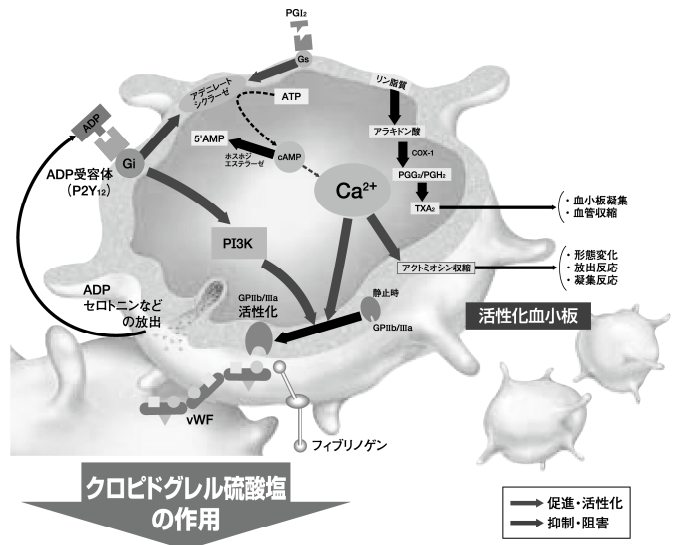 PGI₂
Gs
リン脂質
アデニレート
シクラーゼ
ATP
ADP
アラキドン酸
5'AMP
COX-1
ホスホジ
エステラーゼ
cAMP
Gi
PGG₂/PGH₂
ADP受容体
(P2Y₁₂)
Ca²⁺
TXA₂
・血小板凝集
・血管収縮
PI3K
・形態変化
- 放出反応
・凝集反応
アクトミオシン収縮
ADP
セロトニンなど
の放出
GPIIb/IIIa
活性化
静止時
GPIIb/IIIa
活性化血小板
vWF
フィブリノゲン
クロピドグレル硫酸塩
の作用
促進・活性化
抑制・阻害